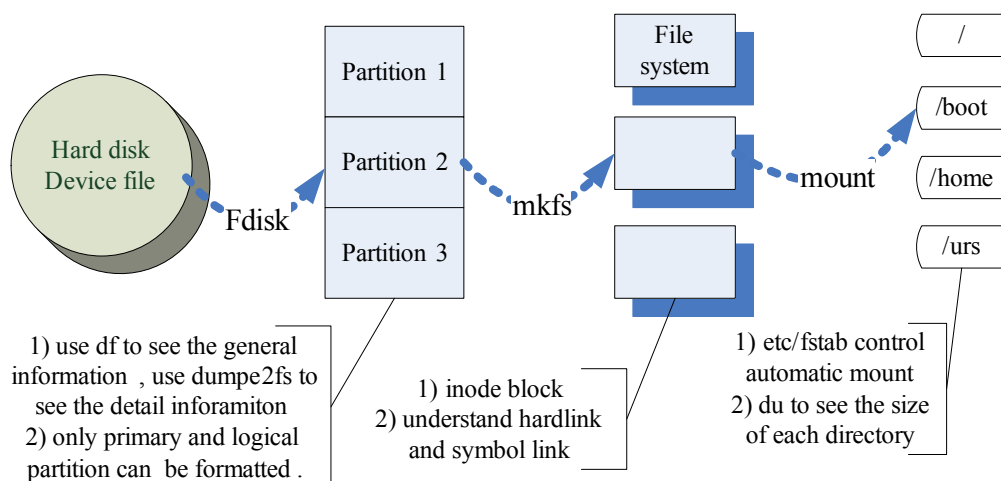 Hard disk
Device file
Fdisk
Partition 1
Partition 2
Partition 3
mkfs
File
system
mount
/
/boot
/home
/urs
1) use df to see the general
information , use dumpe2fs to
see the detail inforamiton
2) only primary and logical
partition can be formatted .
1) inode block
2) understand hardlink
and symbol link
1) etc/fstab control
automatic mount
2) du to see the size
of each directory